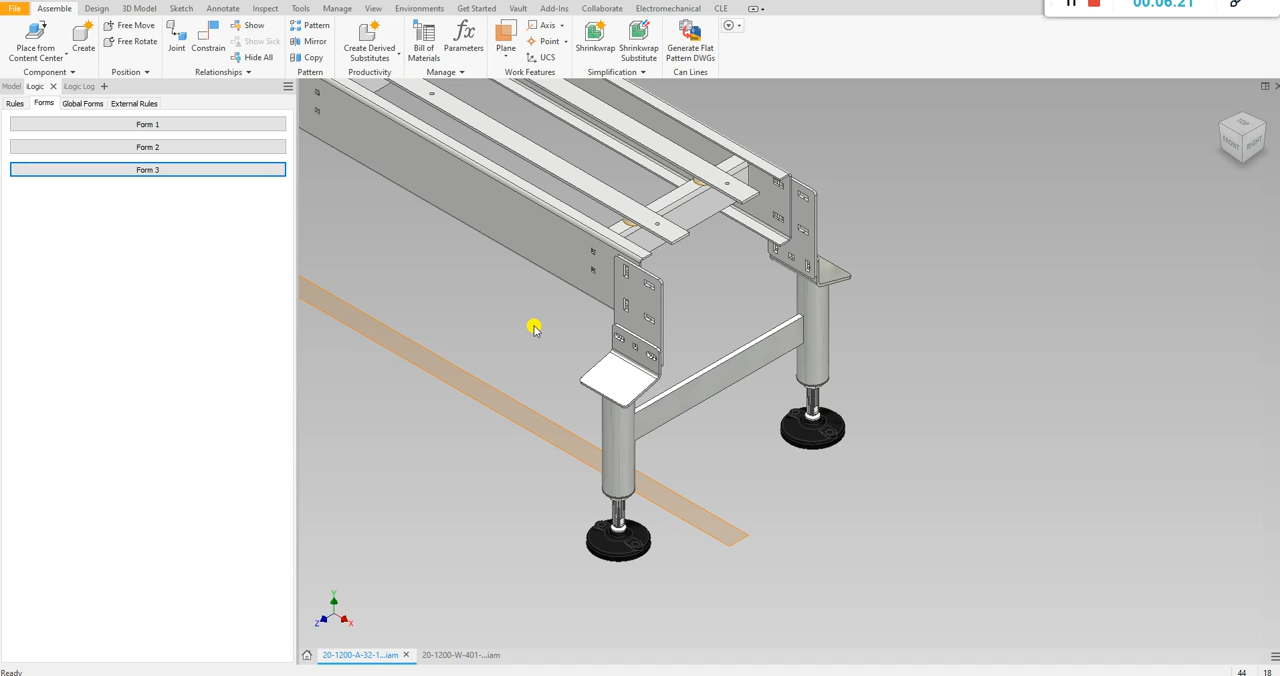 00:06:21
File Assemble Design 3D Model Sketch Annotate Inspect Tools Manage View Environments Get Started Vault Add-Ins Collaborate Electromechanical CLE
Place from Content Center
Create
Free Move
Free Rotate
Joint
Constrain
Show
Show Sick
Hide All
Pattern
Mirror
Copy
Create Derived Substitutes
Bill of Materials
Parameters
Plane
Axis
Point
UCS
Shrinkwrap
Shrinkwrap Substitute
Generate Flat Pattern DWGs
Component Position Relationships Pattern Productivity Manage Work Features Simplification Can Lines
Model iLogic iLogic Log
Rules Forms Global Forms External Rules
Form 1
Form 2
Form 3
TOP
FRONT RIGHT
Y
Z X
20-1200-A-32-1...iam 20-1200-W-401-...iam
Ready 44 18